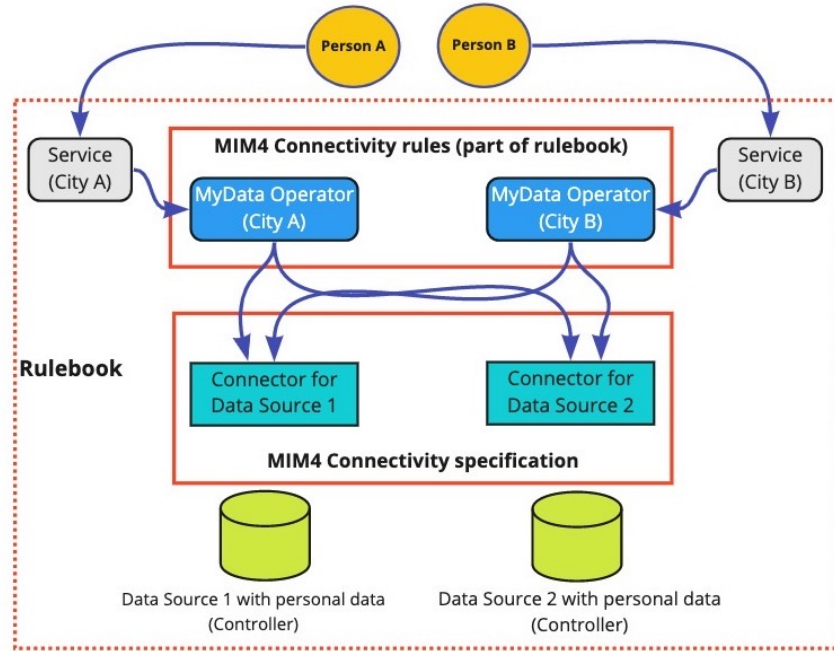 Person A
Person B
Service
(City A)
MIM4 Connectivity rules (part of rulebook)
Service
(City B)
MyData Operator
(City A)
MyData Operator
(City B)
Rulebook
Connector for
Data Source 1
Connector for
Data Source 2
MIM4 Connectivity specification
Data Source 1 with personal data
(Controller)
Data Source 2 with personal data
(Controller)